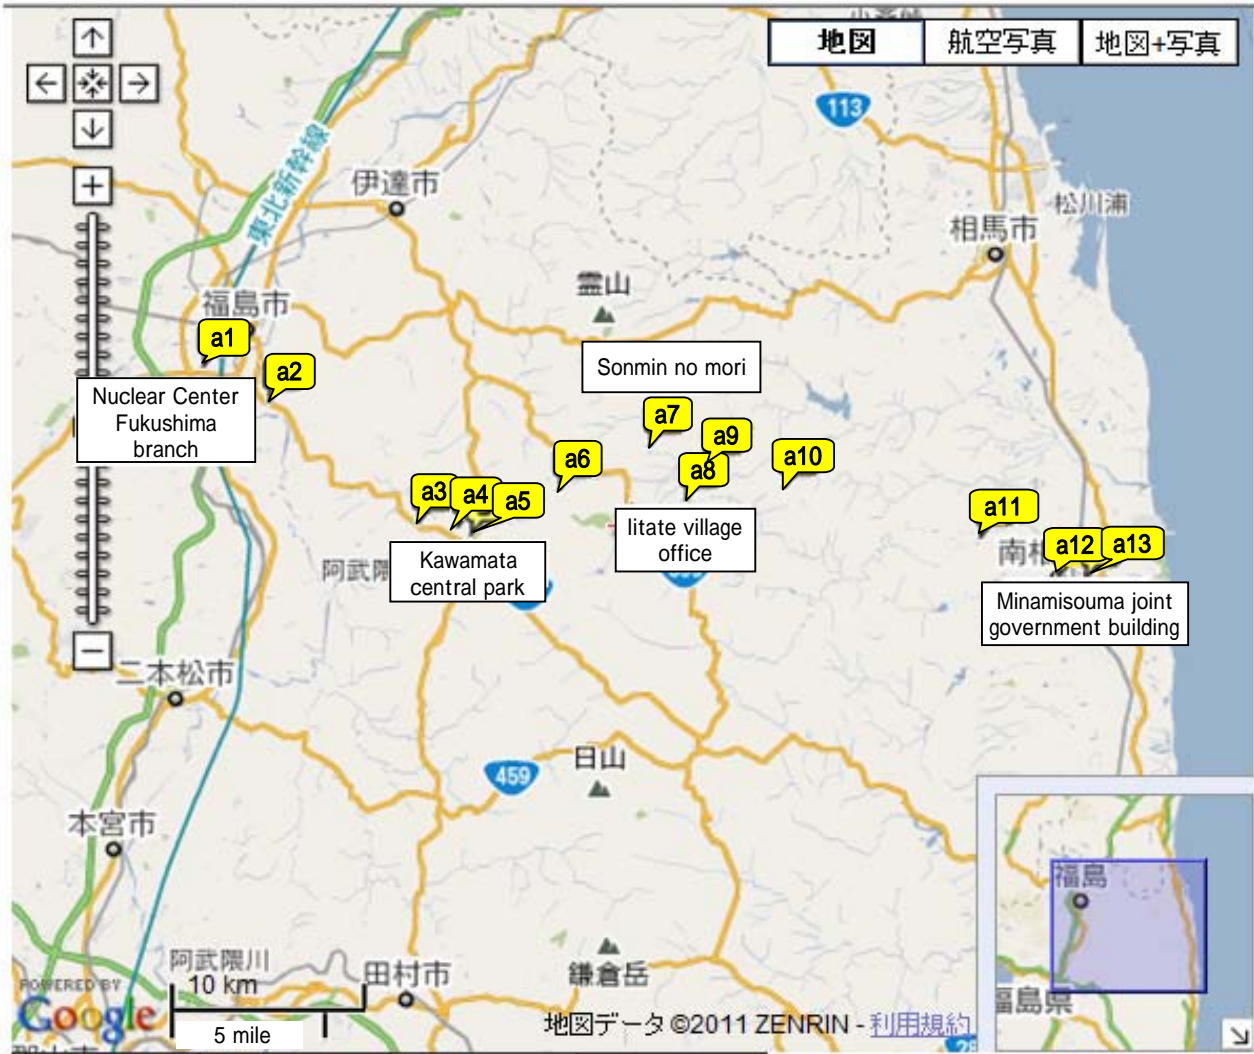 地図
航空写真
地図+写真
113
東北新幹線
伊達市
松川浦
相馬市
霊山
福島市
a1
a2
Sonmin no mori
Nuclear Center
Fukushima
branch
a7
a9
a6
a8
a10
a3
a4
a5
a11
Iitate village
office
南相
a12
a13
Kawamata
central park
阿武隈
Minamisouma joint
government building
二本松市
日山
459
本宮市
福島
阿武隈川
田村市
鎌倉岳
福島県
POWERED BY
Google
10 km
5 mile
地図データ ©2011 ZENRIN - 利用規約